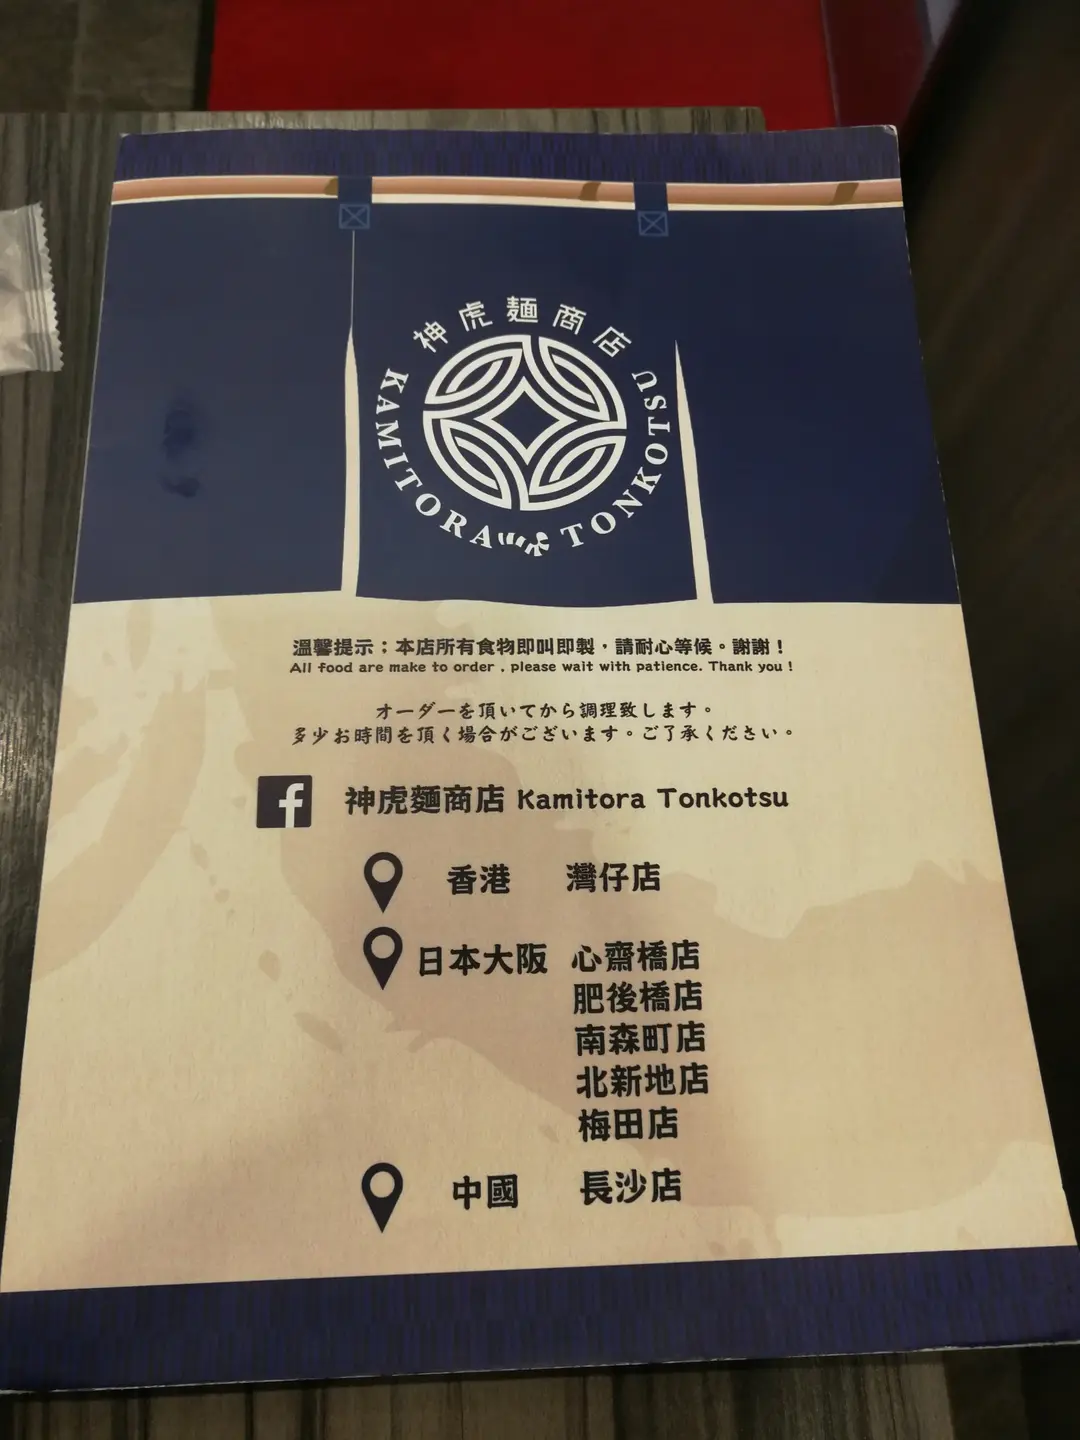 神虎麵商店
KAMITORA TONKOTSU
溫馨提示：本店所有食物即叫即製，請耐心等候。謝謝！
All food are make to order , please wait with patience. Thank you !
オーダーを頂いてから調理致します。
多少お時間を頂く場合がございます。ご了承ください。
f 神虎麵商店 Kamitora Tonkotsu
香港 灣仔店
日本大阪 心齋橋店
肥後橋店
南森町店
北新地店
梅田店
中國 長沙店